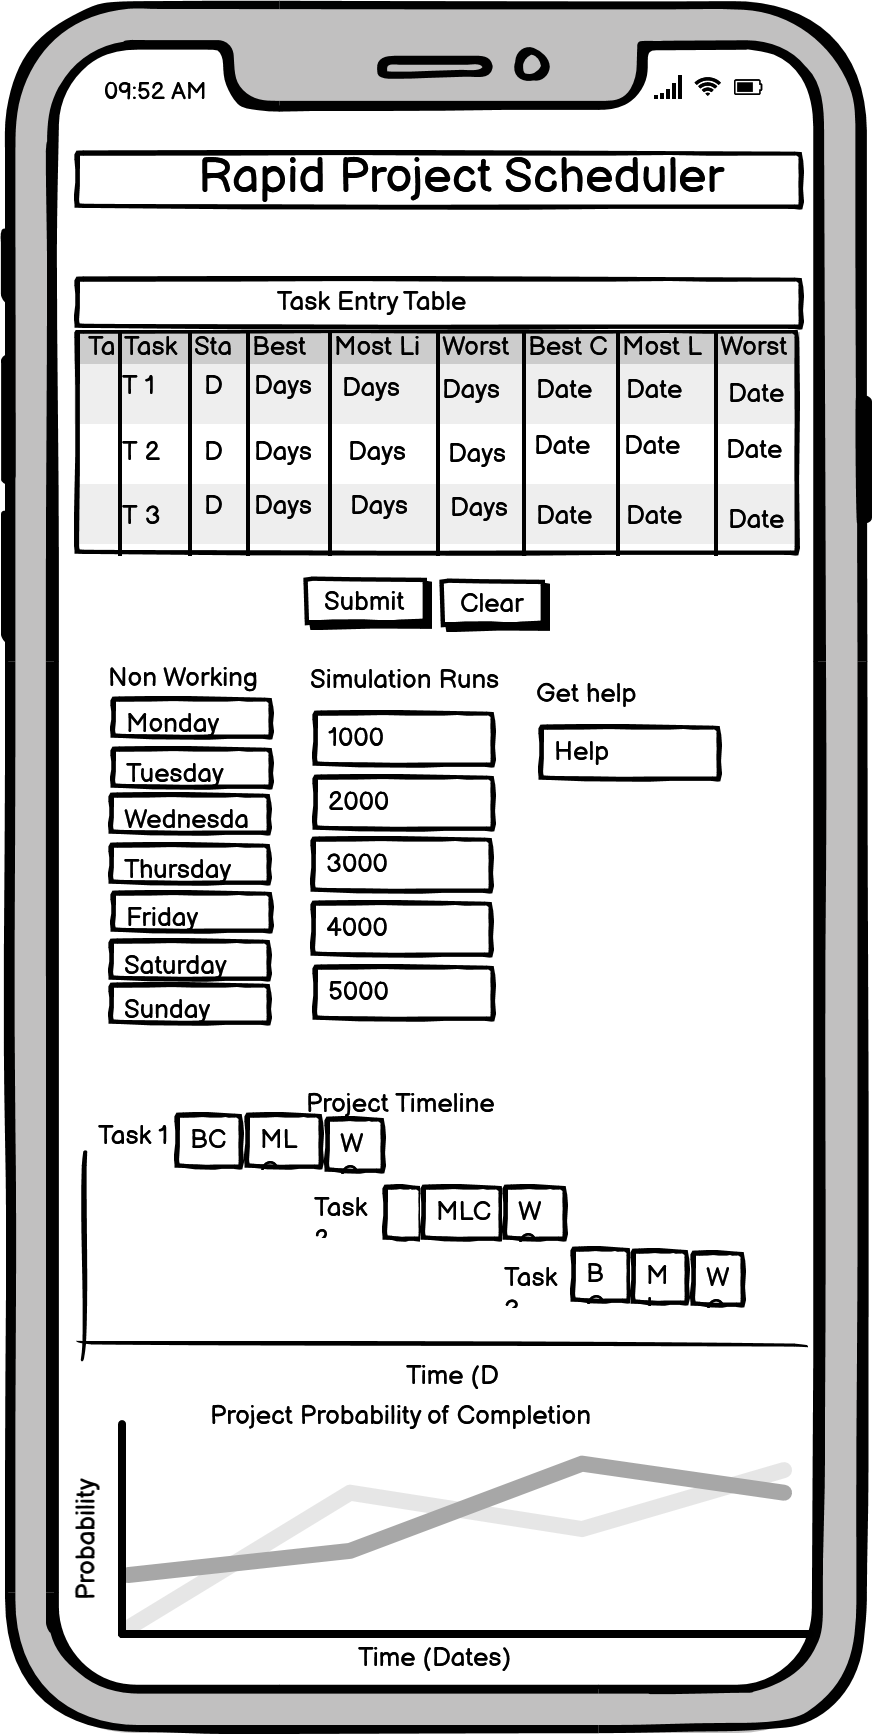 09:52 AM
Rapid Project Scheduler
Task Entry Table
Ta Task Sta Best Most Li Worst Best C Most L Worst
T 1 D Days Days Days Date Date Date
T 2 D Days Days Days Date Date Date
T 3 D Days Days Days Date Date Date
Submit Clear
Non Working
Monday
Tuesday
Wednesda
Thursday
Friday
Saturday
Sunday
Simulation Runs
1000
2000
3000
4000
5000
Get help
Help
Project Timeline
Task 1 BC ML W
Task MLC W
Task B M W
Time (D
Project Probability of Completion
Probability
Time (Dates)